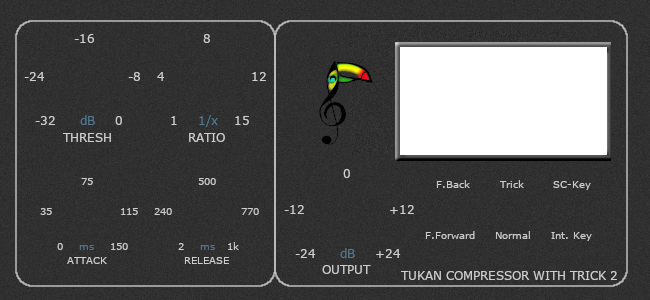 -16 8
-24 -8 4 12
-32 dB 0 1 1/x 15
THRESH RATIO
75 500
35 115 240 770
0 ms 150 2 ms 1k
ATTACK RELEASE
0
-12 +12
-24 dB +24
OUTPUT
F.Back Trick SC-Key
F.Forward Normal Int. Key
TUKAN COMPRESSOR WITH TRICK 2